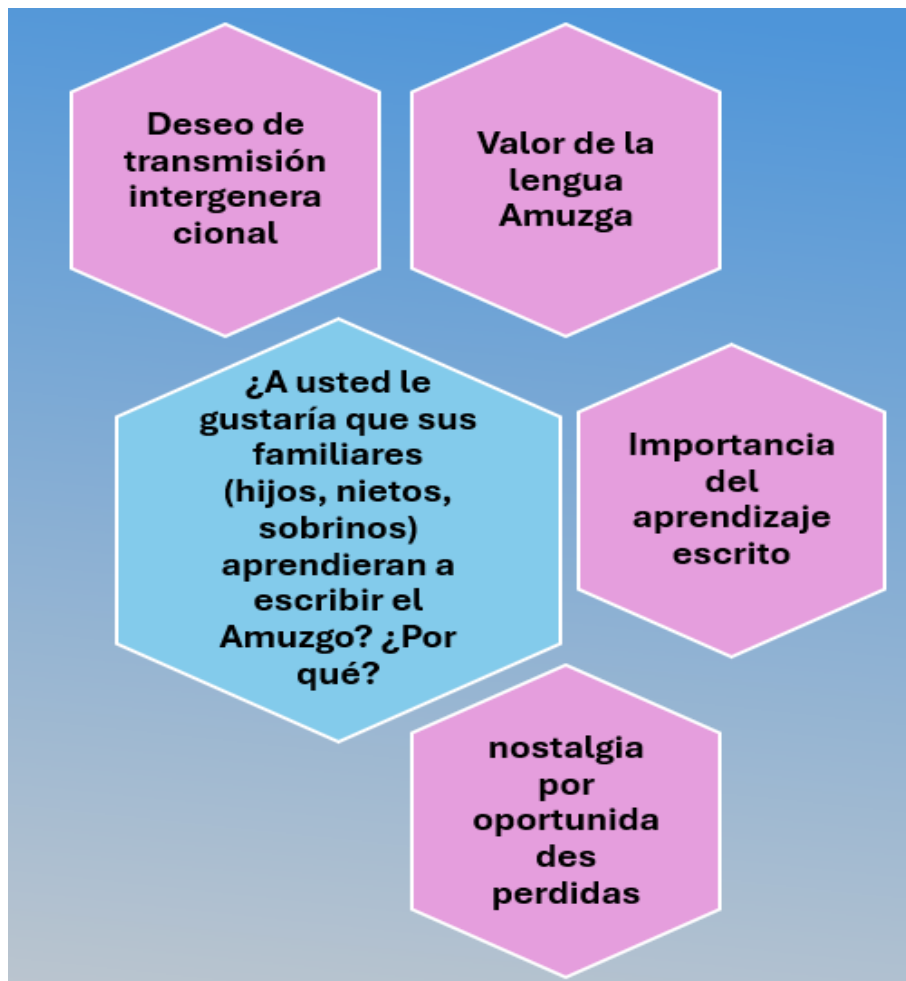 Deseo de
transmisión
intergenera
cional
Valor de la
lengua
Amuzga
¿A usted le
gustaría que sus
familiares
(hijos, nietos,
sobrinos)
aprendieran a
escribir el
Amuzgo? ¿Por
qué?
Importancia
del
aprendizaje
escrito
nostalgia
por
oportunida
des
perdidas